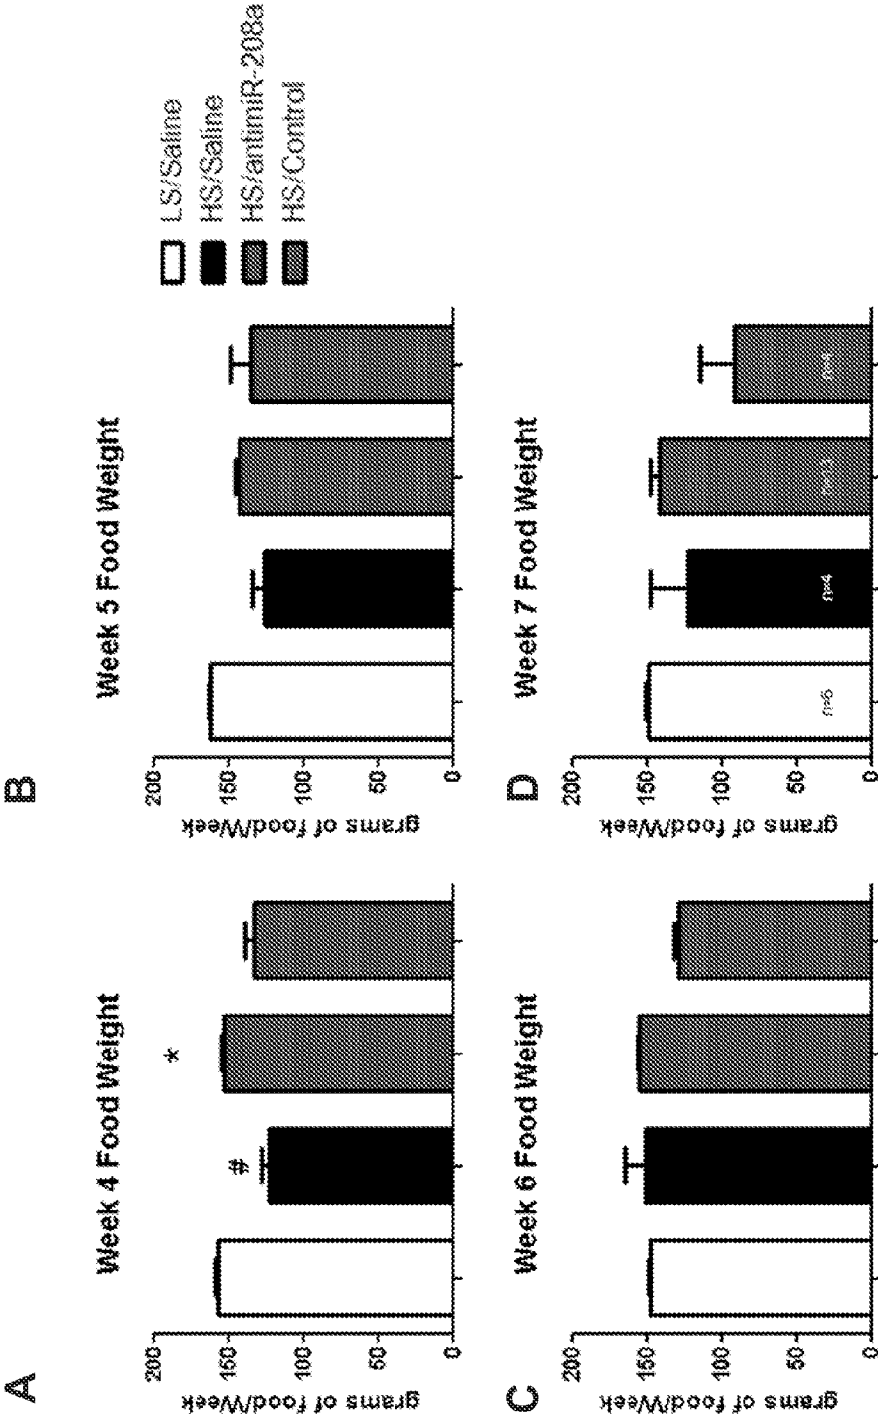 A
Week 4 Food Weight
grams of food/Week
200
150
100
50
0
#
*
B
Week 5 Food Weight
grams of food/Week
200
150
100
50
0
LS/Saline
HS/Saline
HS/antimiR-208a
HS/Control
C
Week 6 Food Weight
grams of food/Week
200
150
100
50
0
D
Week 7 Food Weight
grams of food/Week
200
150
100
50
0
n=6
n=4
n=4